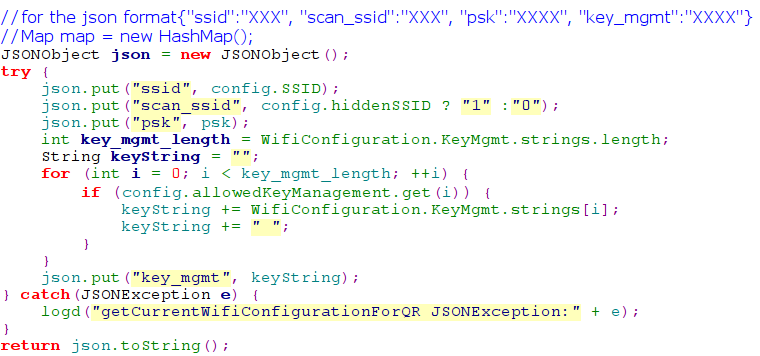 //for the json format{"ssid":"XXX", "scan_ssid":"XXX", "psk":"XXXX", "key_mgmt":"XXXX"}
//Map map = new HashMap();
JSONObject json = new JSONObject();
try {
    json.put("ssid", config.SSID);
    json.put("scan_ssid", config.hiddenSSID ? "1" :"0");
    json.put("psk", psk);
    int key_mgmt_length = WifiConfiguration.KeyMgmt.strings.length;
    String keyString = "";
    for (int i = 0; i < key_mgmt_length; ++i) {
        if (config.allowedKeyManagement.get(i)) {
            keyString += WifiConfiguration.KeyMgmt.strings[i];
            keyString += " ";
        }
    }
    json.put("key_mgmt", keyString);
} catch(JSONException e) {
    logd("getCurrentWifiConfigurationForQR JSONException:" + e);
}
return json.toString();